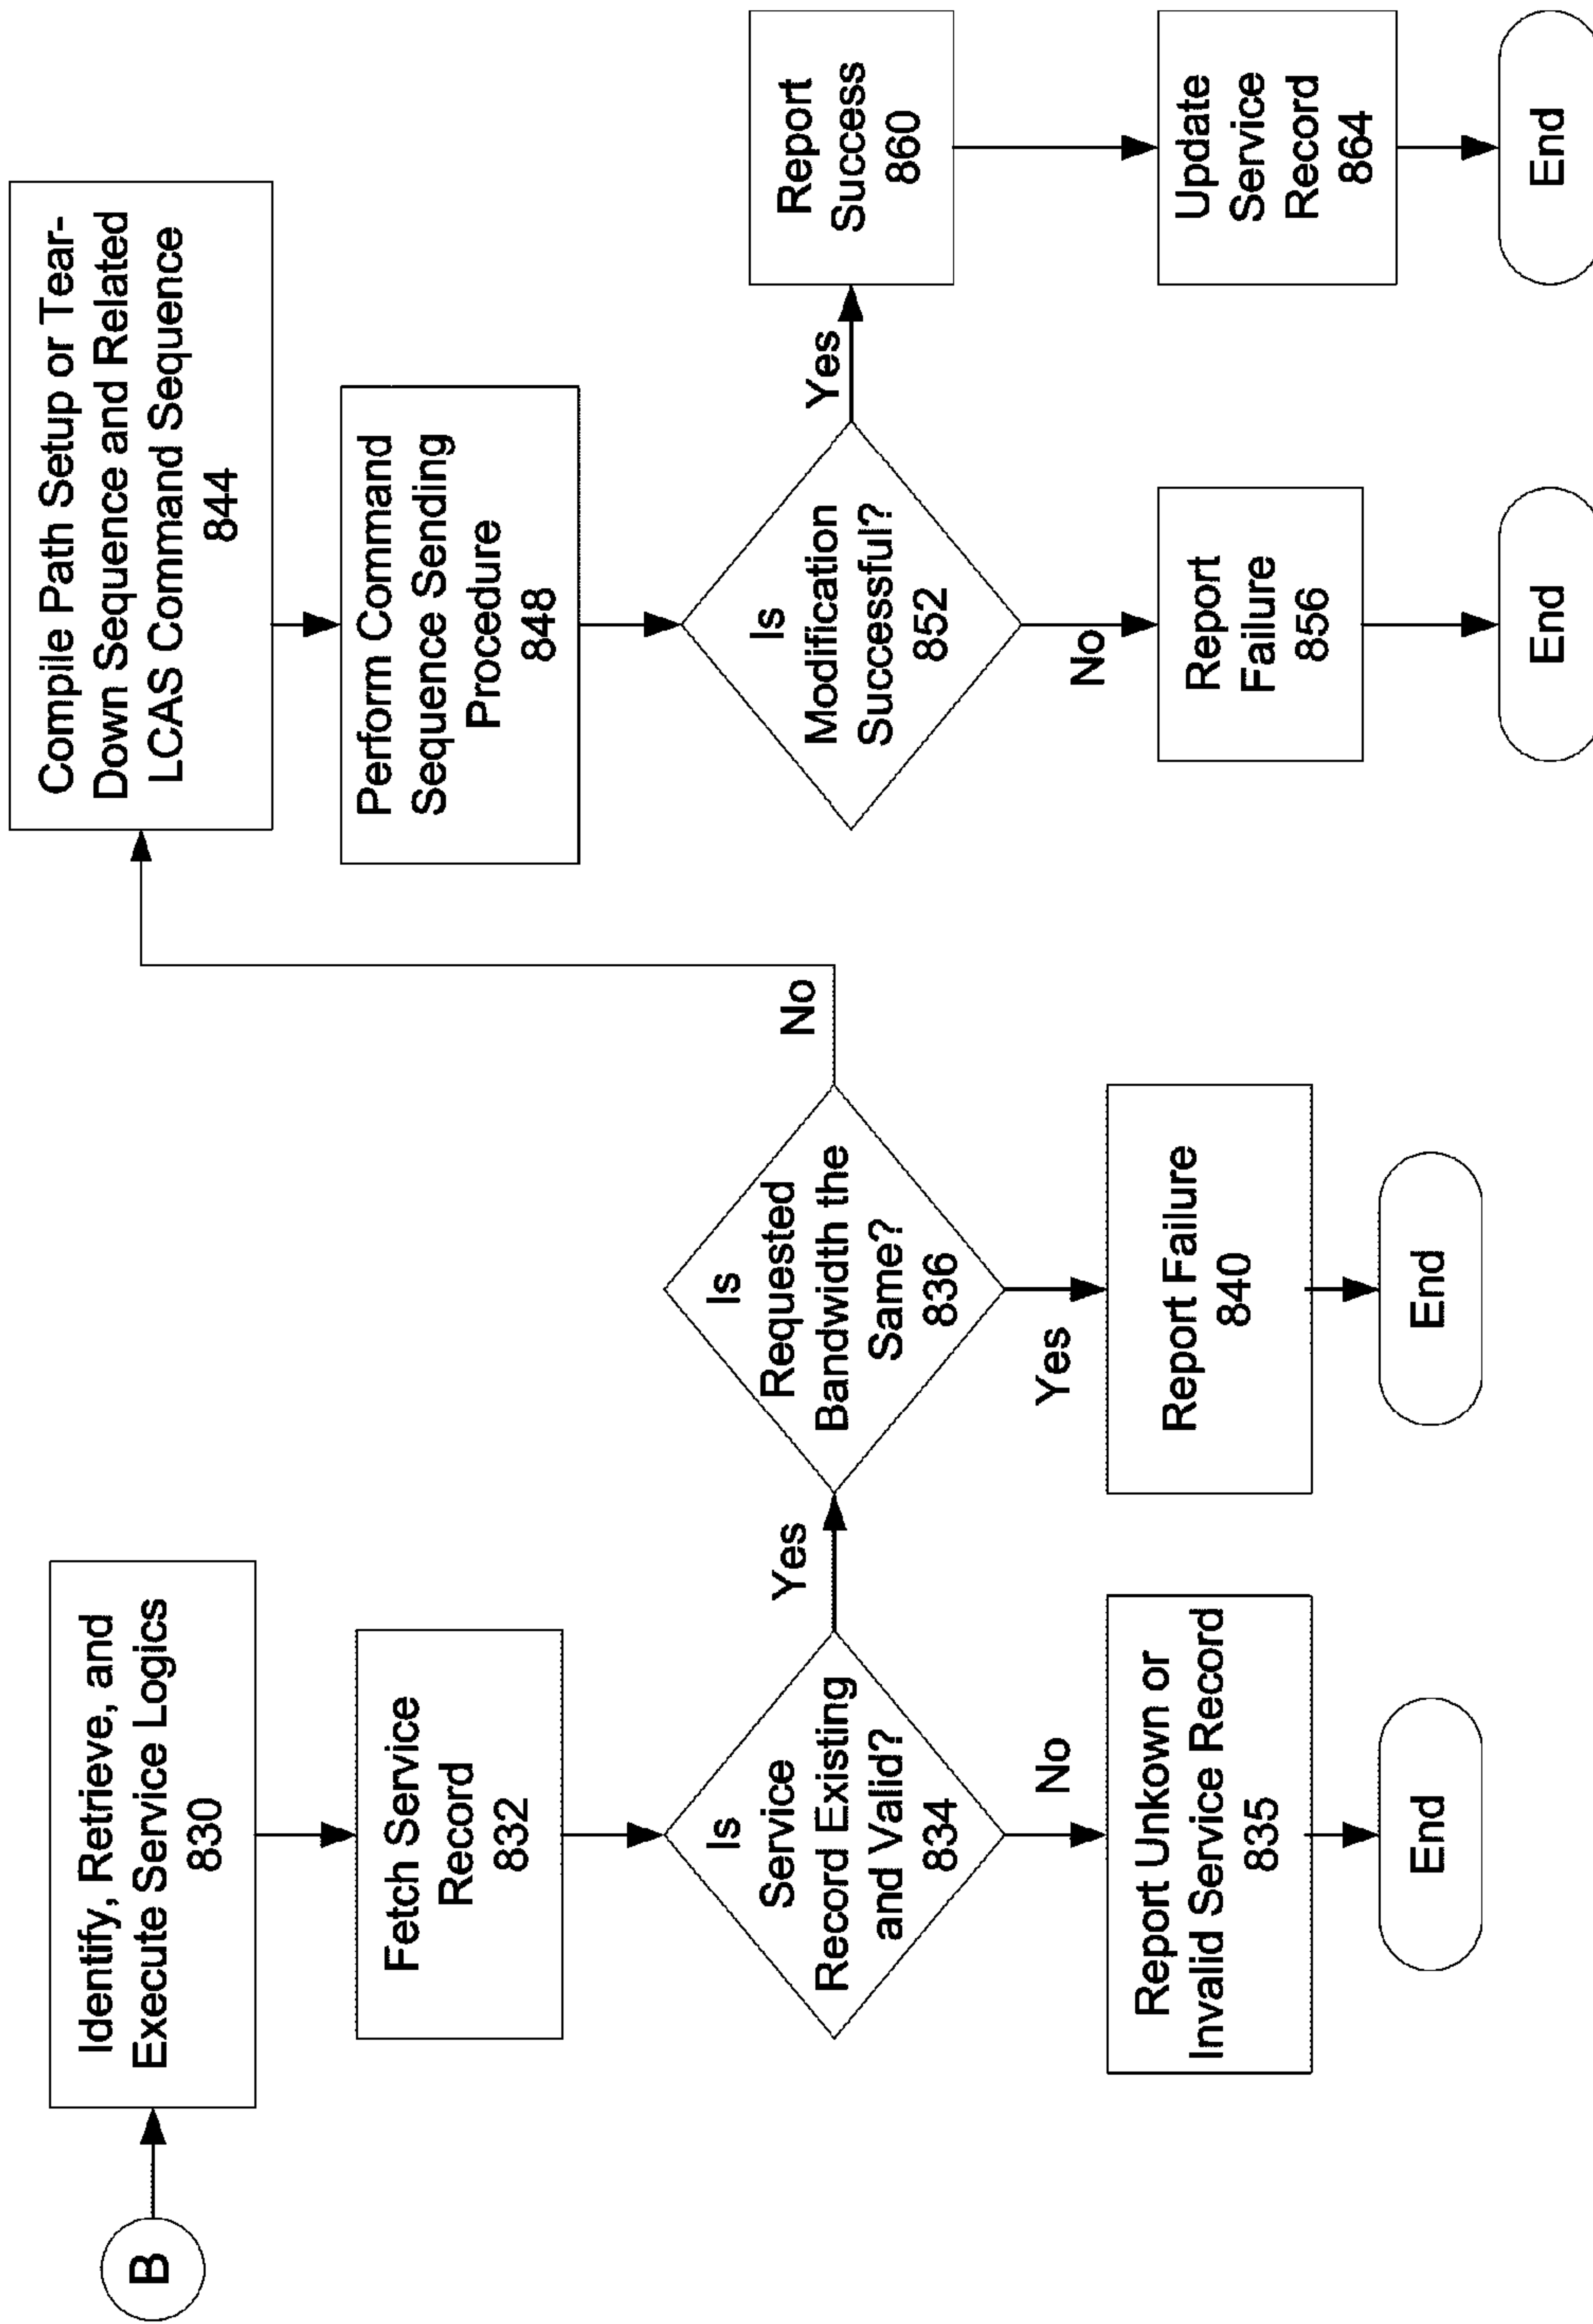 B
Identify, Retrieve, and
Execute Service Logics
830
Fetch Service
Record
832
Is
Service
Record Existing
and Valid?
834
Yes
No
Report Unkown or
Invalid Service Record
835
End
Is
Requested
Bandwidth the
Same?
836
No
Yes
Report Failure
840
End
Compile Path Setup or Tear-
Down Sequence and Related
LCAS Command Sequence
844
Perform Command
Sequence Sending
Procedure
848
Is
Modification
Successful?
852
Yes
No
Report
Failure
856
End
Report
Success
860
Update
Service
Record
864
End